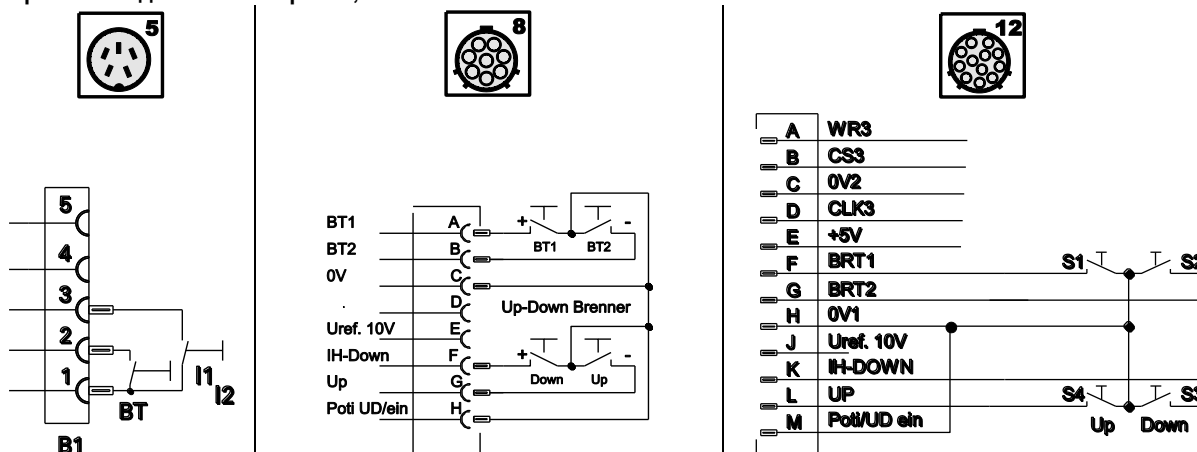 5
8
12
5
4
3
2
1
BT
I1
I2
B1
BT1
BT2
0V
.
Uref. 10V
IH-Down
Up
Poti UD/ein
A
B
C
D
E
F
G
H
+
-
BT1
BT2
Up-Down Brenner
+
-
Down
Up
A WR3
B CS3
C 0V2
D CLK3
E +5V
F BRT1
G BRT2
H 0V1
J Uref. 10V
K IH-DOWN
L UP
M Poti/UD ein
S1
S2
S4
S3
Up
Down